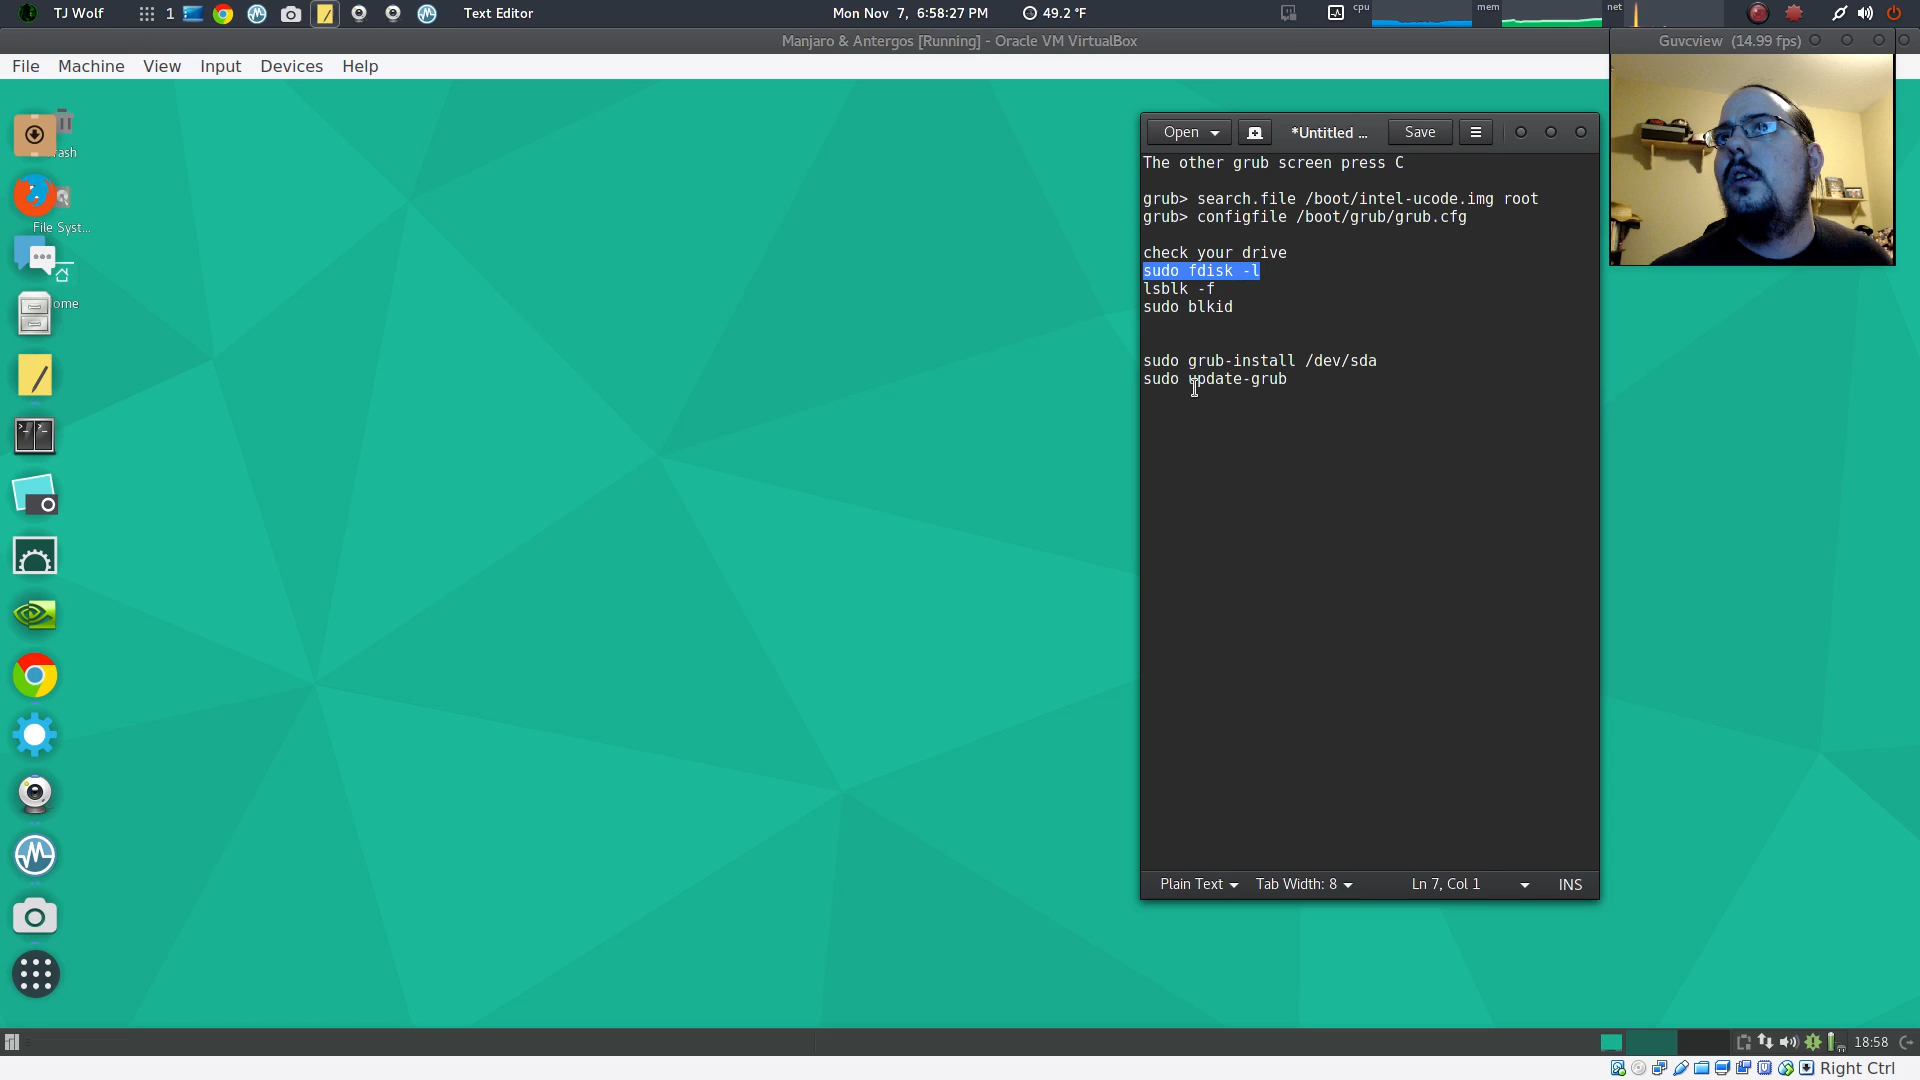 TJ Wolf
1
Text Editor
Mon Nov 7, 6:58:27 PM
49.2 °F
cpu
mem
net
Manjaro & Antergos [Running] - Oracle VM VirtualBox
Guvcview (14.99 fps)
File Machine View Input Devices Help
Open
*Untitled ...
Save
The other grub screen press C
grub> search.file /boot/intel-ucode.img root
grub> configfile /boot/grub/grub.cfg
check your drive
sudo fdisk -l
lsblk -f
sudo blkid
sudo grub-install /dev/sda
sudo update-grub
Plain Text
Tab Width: 8
Ln 7, Col 1
INS
rash
File Syst...
ome
18:58
Right Ctrl